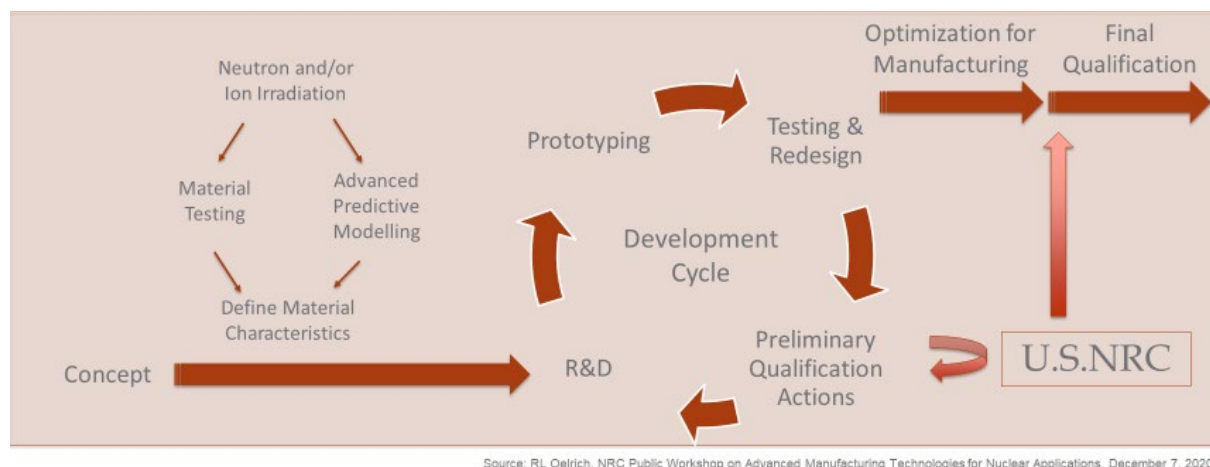 Neutron and/or
Ion Irradiation
Material
Testing
Advanced
Predictive
Modelling
Define Material
Characteristics
Concept
R&D
Prototyping
Testing &
Redesign
Development
Cycle
Preliminary
Qualification
Actions
U.S.NRC
Optimization for
Manufacturing
Final
Qualification
Source: RL Oelrich, NRC Public Workshop on Advanced Manufacturing Technologies for Nuclear Applications, December 7, 2020